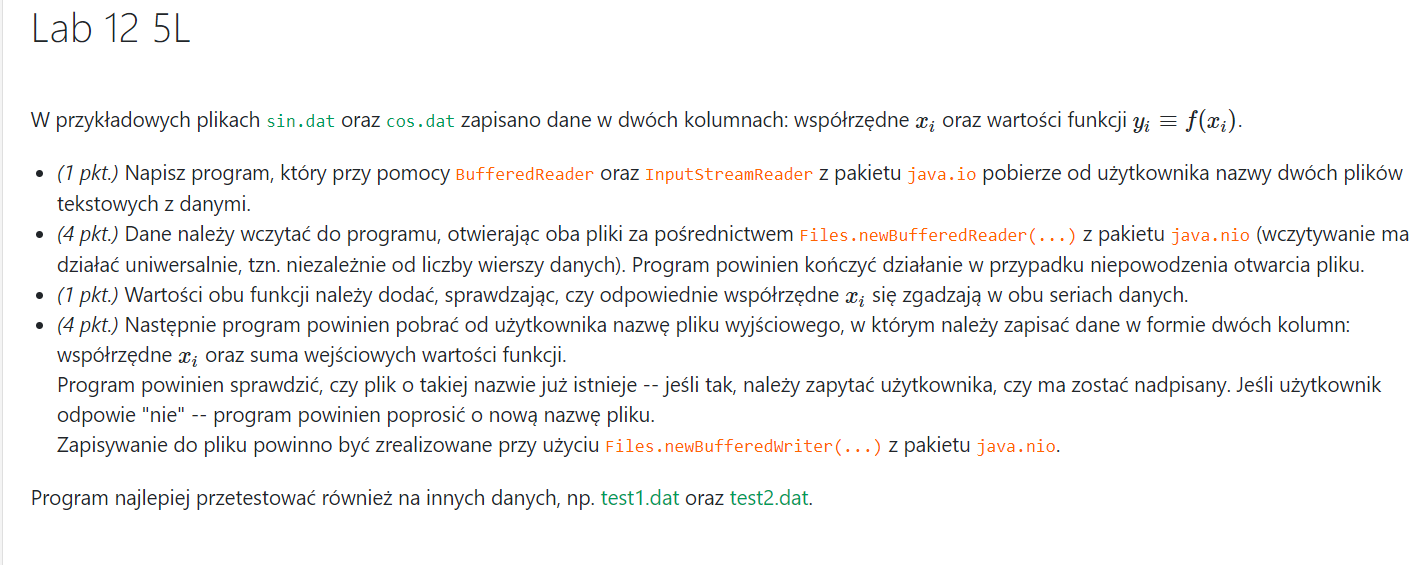 Lab 12 5L
W przykładowych plikach sin.dat oraz cos.dat zapisano dane w dwóch kolumnach: współrzędne xᵢ oraz wartości funkcji yᵢ ≡ f(xᵢ).
• (1 pkt.) Napisz program, który przy pomocy BufferedReader oraz InputStreamReader z pakietu java.io pobierze od użytkownika nazwy dwóch plików
tekstowych z danymi.
• (4 pkt.) Dane należy wczytać do programu, otwierając oba pliki za pośrednictwem Files.newBufferedReader(...) z pakietu java.nio (wczytywanie ma
działać uniwersalnie, tzn. niezależnie od liczby wierszy danych). Program powinien kończyć działanie w przypadku niepowodzenia otwarcia pliku.
• (1 pkt.) Wartości obu funkcji należy dodać, sprawdzając, czy odpowiednie współrzędne xᵢ się zgadzają w obu seriach danych.
• (4 pkt.) Następnie program powinien pobrać od użytkownika nazwę pliku wyjściowego, w którym należy zapisać dane w formie dwóch kolumn:
współrzędne xᵢ oraz suma wejściowych wartości funkcji.
Program powinien sprawdzić, czy plik o takiej nazwie już istnieje -- jeśli tak, należy zapytać użytkownika, czy ma zostać nadpisany. Jeśli użytkownik
odpowie "nie" -- program powinien poprosić o nową nazwę pliku.
Zapisywanie do pliku powinno być zrealizowane przy użyciu Files.newBufferedWriter(...) z pakietu java.nio.
Program najlepiej przetestować również na innych danych, np. test1.dat oraz test2.dat.